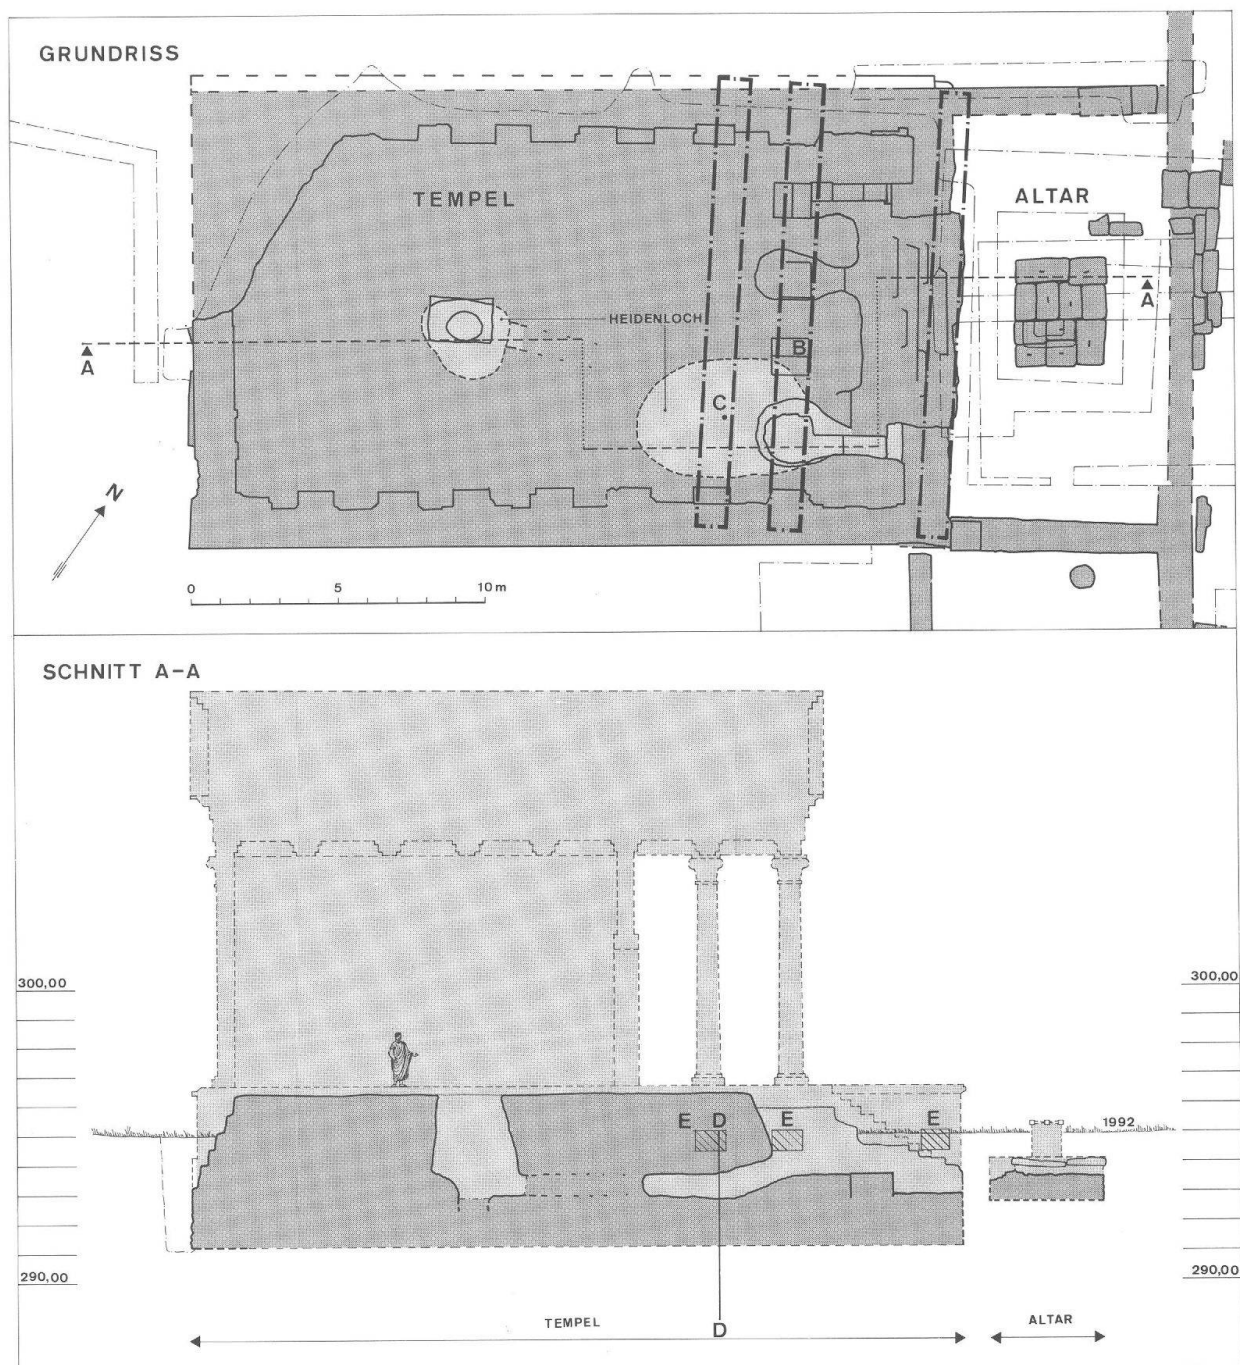 GRUNDRISS
TEMPEL
ALTAR
HEIDENLOCH
A
A
B
C
N
0 5 10 m
SCHNITT A–A
300,00 300,00
E D E E 1992
290,00 290,00
TEMPEL ALTAR
D